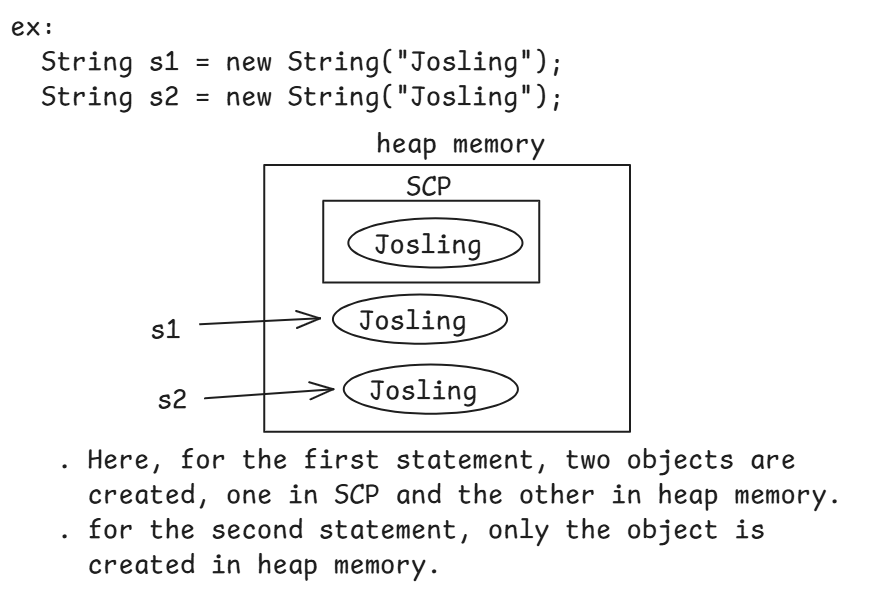 ex:
String s1 = new String("Josling");
String s2 = new String("Josling");
heap memory
SCP
Josling
s1
Josling
s2
Josling
. Here, for the first statement, two objects are
created, one in SCP and the other in heap memory.
. for the second statement, only the object is
created in heap memory.